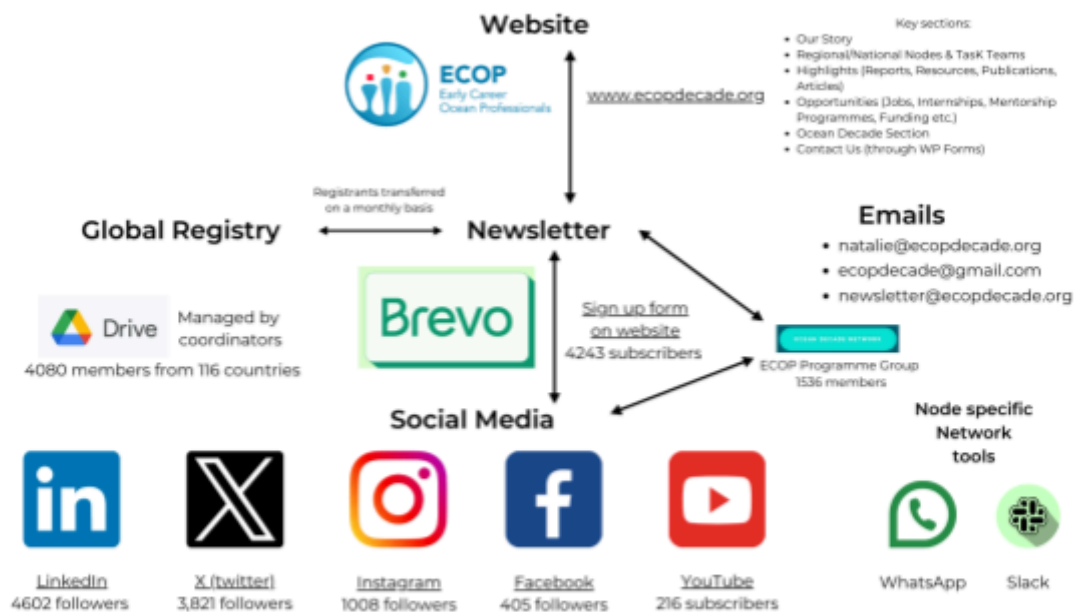 Website
ECOP
Early Career
Ocean Professionals
www.ecopdecade.org
Key sections:
• Our Story
• Regional/National Nodes & TasK Teams
• Highlights (Reports, Resources, Publications,
Articles)
• Opportunities (Jobs, Internships, Mentorship
Programmes, Funding etc.)
• Ocean Decade Section
• Contact Us (through WP Forms)
Registrants transferred
on a monthly basis
Global Registry
Newsletter
Emails
• natalie@ecopdecade.org
• ecopdecade@gmail.com
• newsletter@ecopdecade.org
Drive
Managed by
coordinators
4080 members from 116 countries
Brevo
Sign up form
on website
4243 subscribers
OCEAN DECADE NETWORK
ECOP Programme Group
1536 members
Social Media
Node specific
Network
tools
in
LinkedIn
4602 followers
X (twitter)
3,821 followers
Instagram
1008 followers
Facebook
405 followers
YouTube
216 subscribers
WhatsApp
Slack